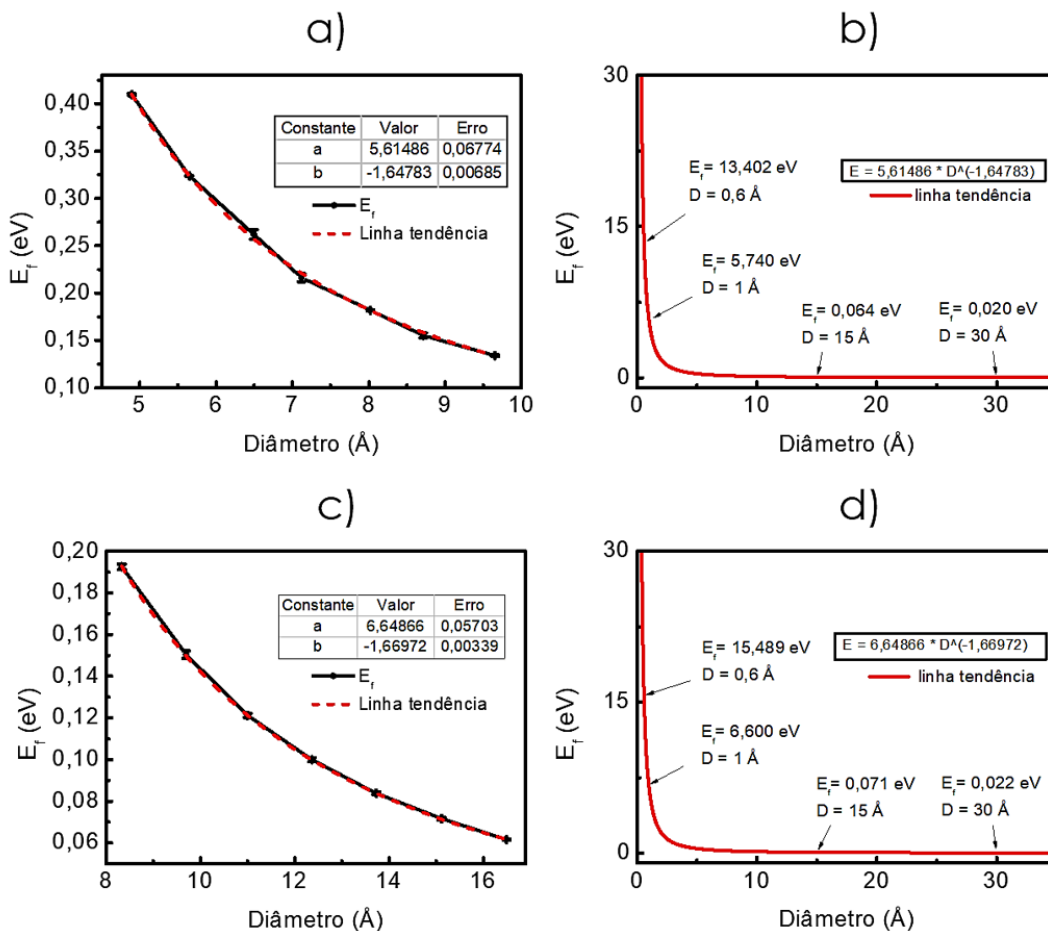 a)
0,40
0,35
0,30
0,25
0,20
0,15
0,10
E_f (eV)
Constante Valor Erro
a 5,61486 0,06774
b -1,64783 0,00685
E_f
Linha tendência
5 6 7 8 9 10
Diâmetro (Å)
b)
30
15
0
E_f (eV)
E_f= 13,402 eV
D = 0,6 Å
E_f= 5,740 eV
D = 1 Å
E_f= 0,064 eV
D = 15 Å
E_f= 0,020 eV
D = 30 Å
E = 5,61486 * D^(-1,64783)
linha tendência
0 10 20 30
Diâmetro (Å)
c)
0,20
0,18
0,16
0,14
0,12
0,10
0,08
0,06
E_f (eV)
Constante Valor Erro
a 6,64866 0,05703
b -1,66972 0,00339
E_f
Linha tendência
8 10 12 14 16
Diâmetro (Å)
d)
30
15
0
E_f (eV)
E_f= 15,489 eV
D = 0,6 Å
E_f= 6,600 eV
D = 1 Å
E_f= 0,071 eV
D = 15 Å
E_f= 0,022 eV
D = 30 Å
E = 6,64866 * D^(-1,66972)
linha tendência
0 10 20 30
Diâmetro (Å)